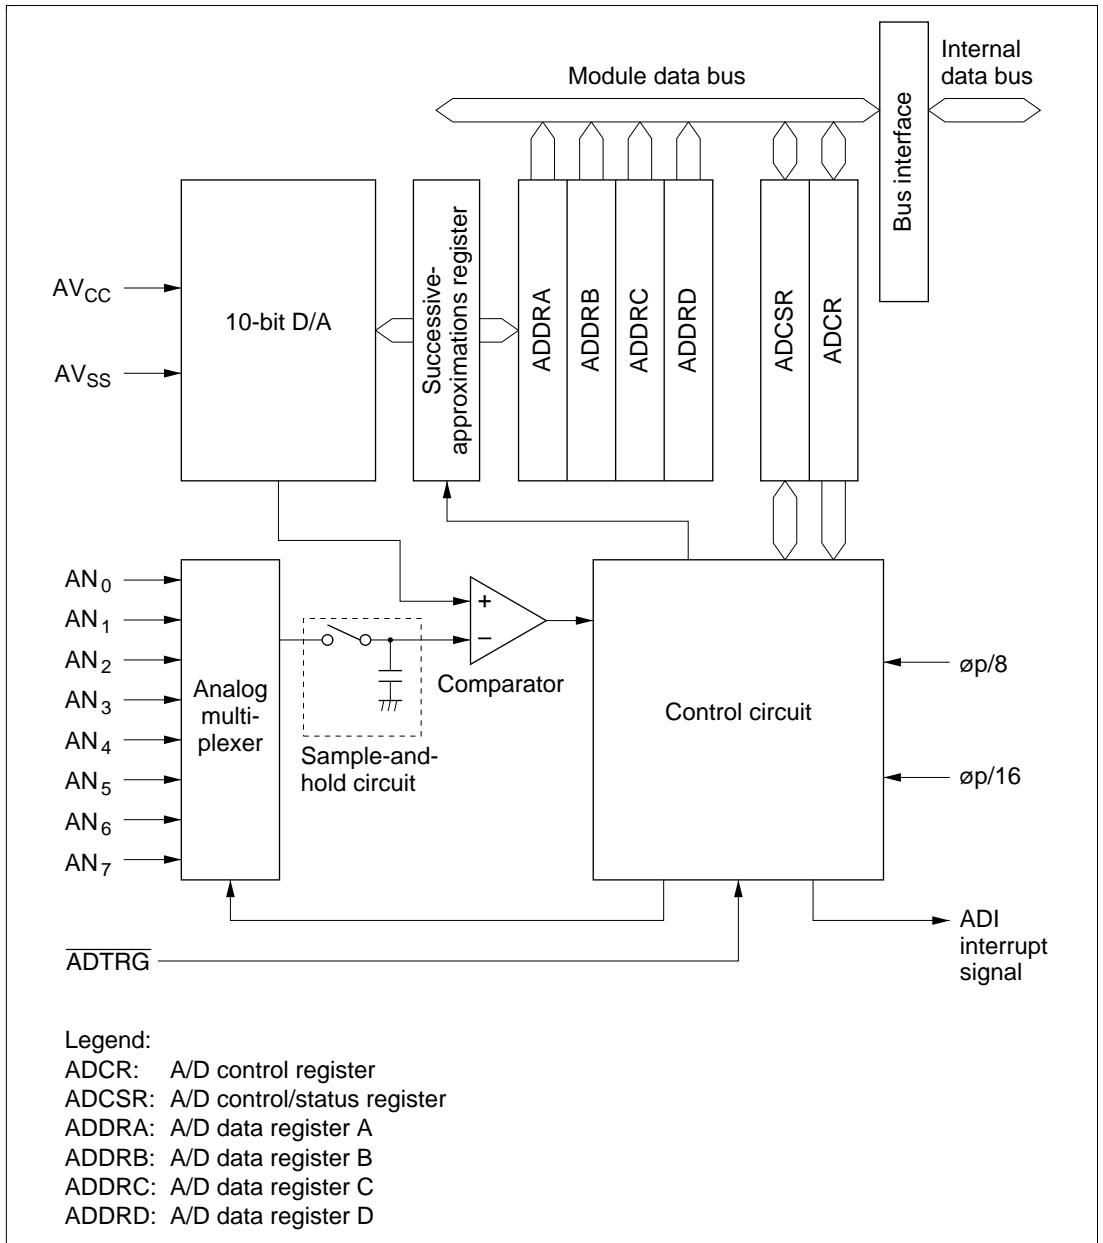 Module data bus
Internal
data bus
Bus interface
AVCC
AVSS
10-bit D/A
Successive-
approximations register
ADDRA
ADDRB
ADDRC
ADDRD
ADCSR
ADCR
AN0
AN1
AN2
AN3
AN4
AN5
AN6
AN7
Analog
multi-
plexer
Sample-and-
hold circuit
+
−
Comparator
Control circuit
øp/8
øp/16
ADTRG
ADI
interrupt
signal
Legend:
ADCR: A/D control register
ADCSR: A/D control/status register
ADDRA: A/D data register A
ADDRB: A/D data register B
ADDRC: A/D data register C
ADDRD: A/D data register D